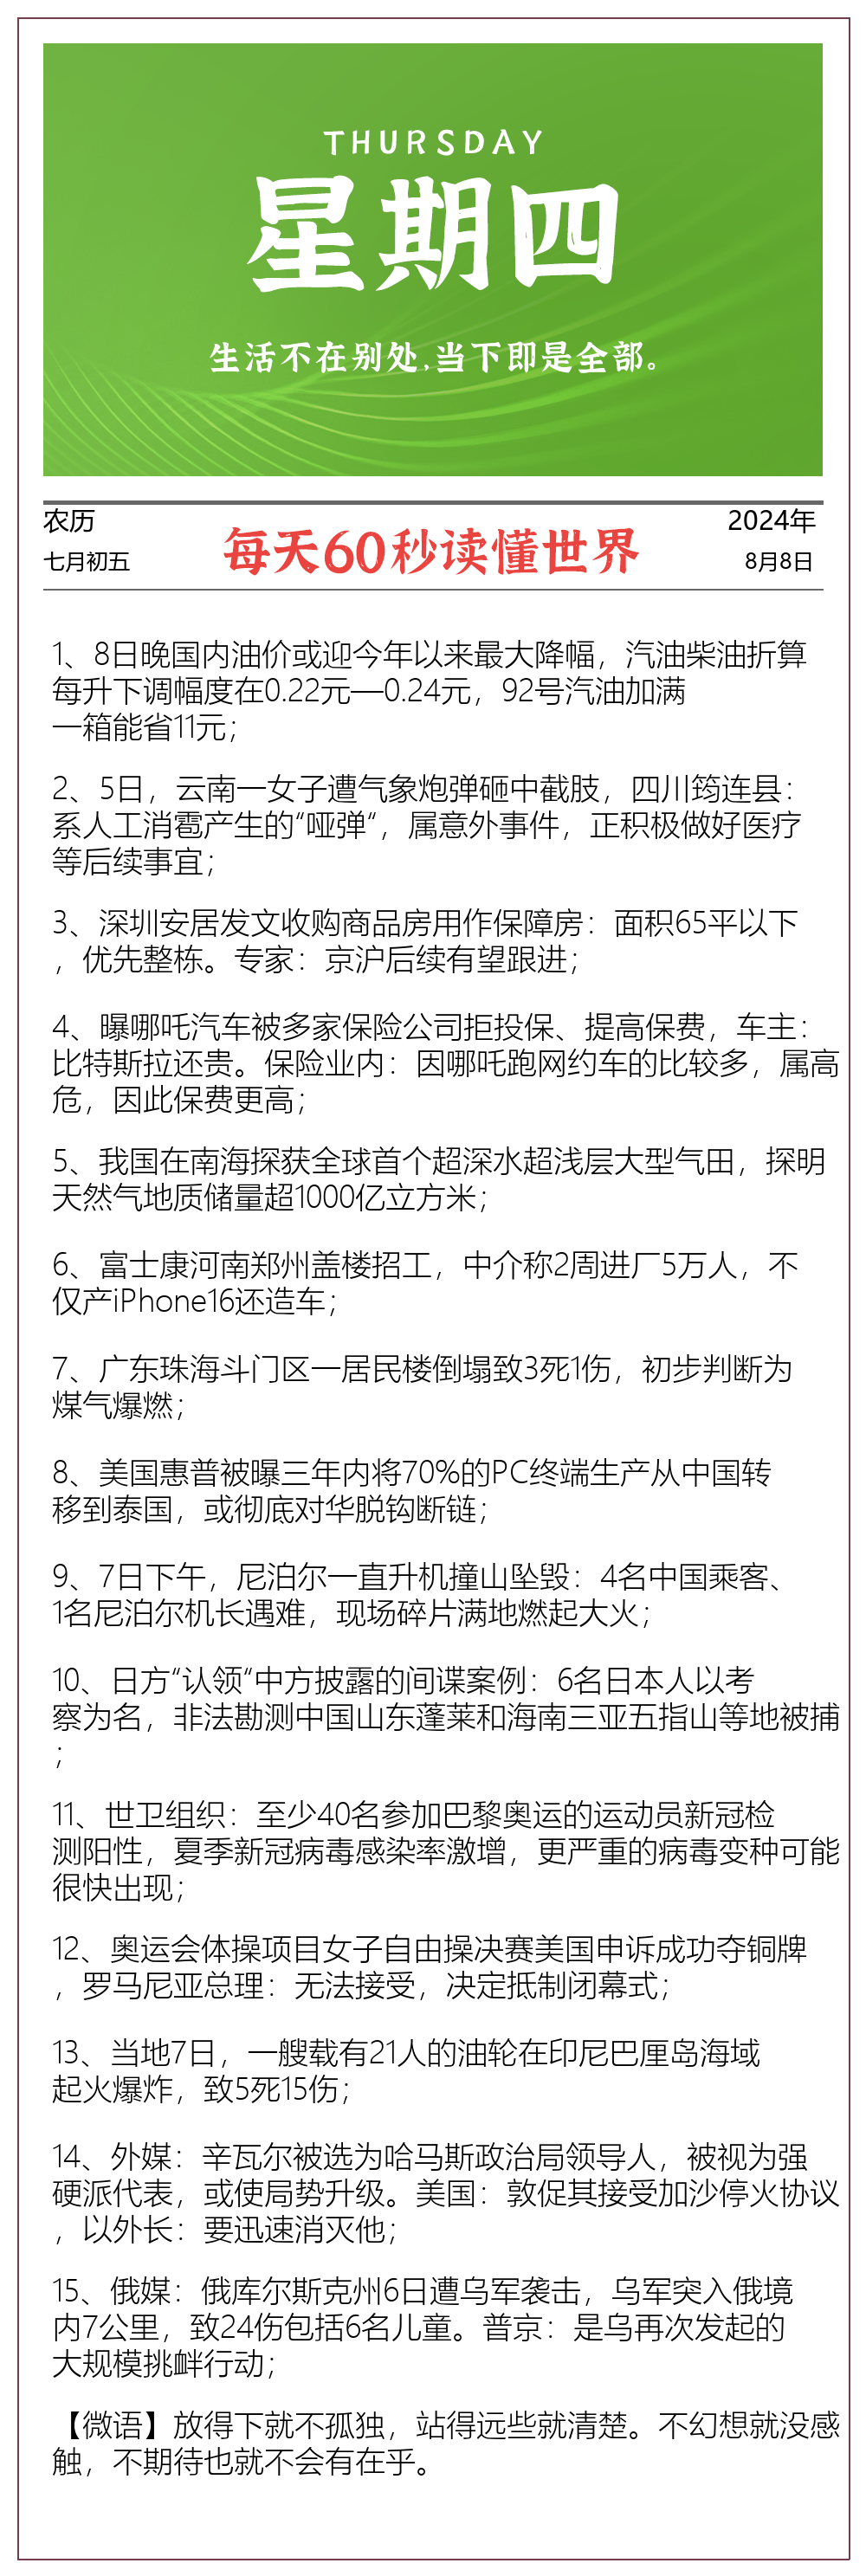 THURSDAY
星期四
生活不在别处,当下即是全部。
农历
七月初五
每天60秒读懂世界
2024年
8月8日
1、8日晚国内油价或迎今年以来最大降幅，汽油柴油折算
每升下调幅度在0.22元—0.24元，92号汽油加满
一箱能省11元；
2、5日，云南一女子遭气象炮弹砸中截肢，四川筠连县：
系人工消雹产生的“哑弹“，属意外事件，正积极做好医疗
等后续事宜；
3、深圳安居发文收购商品房用作保障房：面积65平以下
，优先整栋。专家：京沪后续有望跟进；
4、曝哪吒汽车被多家保险公司拒投保、提高保费，车主：
比特斯拉还贵。保险业内：因哪吒跑网约车的比较多，属高
危，因此保费更高；
5、我国在南海探获全球首个超深水超浅层大型气田，探明
天然气地质储量超1000亿立方米；
6、富士康河南郑州盖楼招工，中介称2周进厂5万人，不
仅产iPhone16还造车；
7、广东珠海斗门区一居民楼倒塌致3死1伤，初步判断为
煤气爆燃；
8、美国惠普被曝三年内将70%的PC终端生产从中国转
移到泰国，或彻底对华脱钩断链；
9、7日下午，尼泊尔一直升机撞山坠毁：4名中国乘客、
1名尼泊尔机长遇难，现场碎片满地燃起大火；
10、日方“认领“中方披露的间谍案例：6名日本人以考
察为名，非法勘测中国山东蓬莱和海南三亚五指山等地被捕
；
11、世卫组织：至少40名参加巴黎奥运的运动员新冠检
测阳性，夏季新冠病毒感染率激增，更严重的病毒变种可能
很快出现；
12、奥运会体操项目女子自由操决赛美国申诉成功夺铜牌
，罗马尼亚总理：无法接受，决定抵制闭幕式；
13、当地7日，一艘载有21人的油轮在印尼巴厘岛海域
起火爆炸，致5死15伤；
14、外媒：辛瓦尔被选为哈马斯政治局领导人，被视为强
硬派代表，或使局势升级。美国：敦促其接受加沙停火协议
，以外长：要迅速消灭他；
15、俄媒：俄库尔斯克州6日遭乌军袭击，乌军突入俄境
内7公里，致24伤包括6名儿童。普京：是乌再次发起的
大规模挑衅行动；
【微语】放得下就不孤独，站得远些就清楚。不幻想就没感
触，不期待也就不会有在乎。